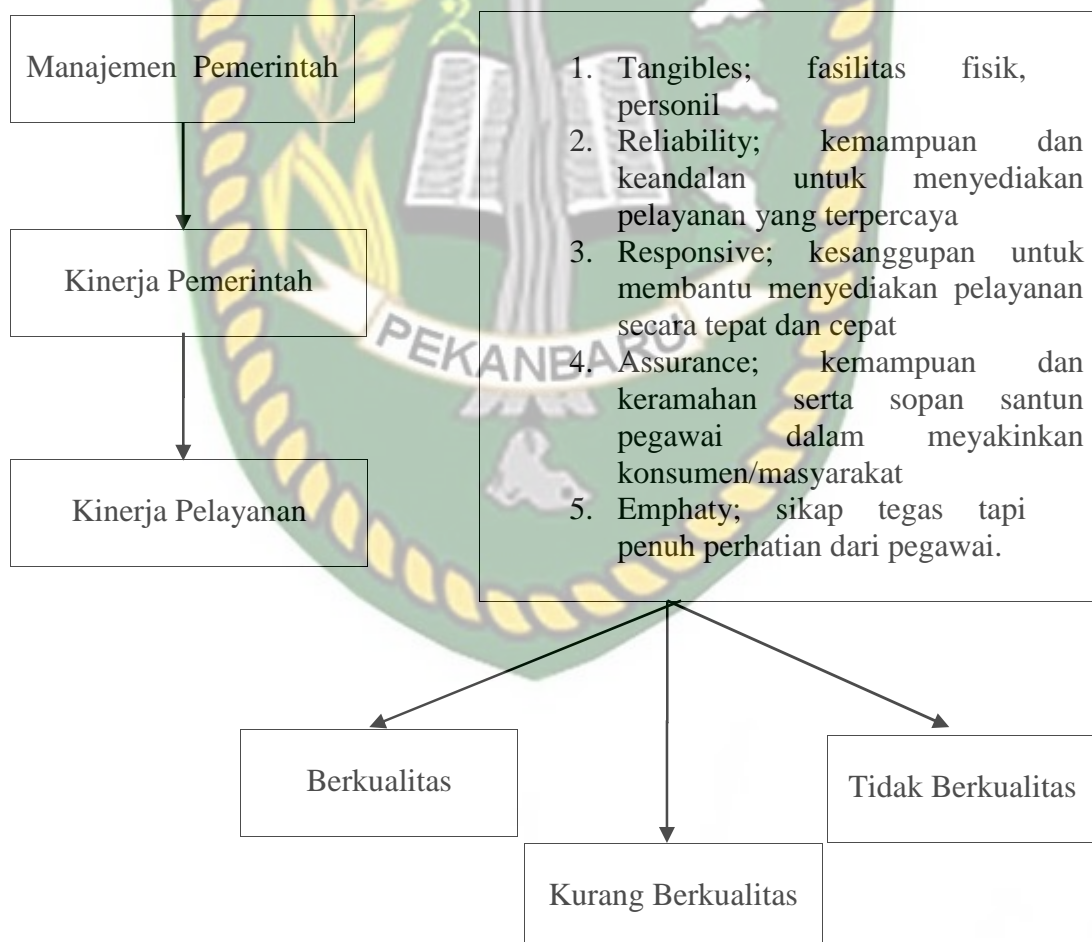 Manajemen Pemerintah
Kinerja Pemerintah
Kinerja Pelayanan
1. Tangibles; fasilitas fisik,
personil
2. Reliability; kemampuan dan
keandalan untuk menyediakan
pelayanan yang terpercaya
3. Responsive; kesanggupan untuk
membantu menyediakan pelayanan
secara tepat dan cepat
4. Assurance; kemampuan dan
keramahan serta sopan santun
pegawai dalam meyakinkan
konsumen/masyarakat
5. Emphaty; sikap tegas tapi
penuh perhatian dari pegawai.
PEKANBARU
Berkualitas
Tidak Berkualitas
Kurang Berkualitas